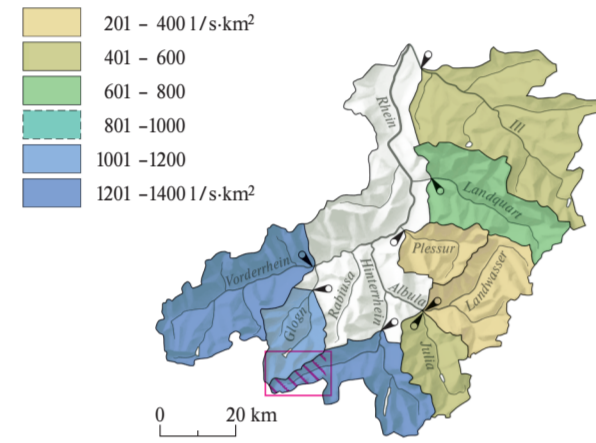 201 – 400 l/s·km²
401 – 600
601 – 800
801 –1000
1001 –1200
1201 –1400 l/s·km²
Rhein
Ill
Landquart
Plessur
Landwasser
Vorderrhein
Rabiusa
Hinterrhein
Albula
Glogn
Julia
0 20 km